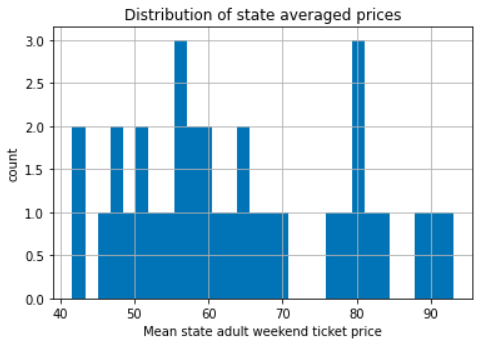 Distribution of state averaged prices
3.0
2.5
2.0
1.5
1.0
0.5
0.0
count
40 50 60 70 80 90
Mean state adult weekend ticket price